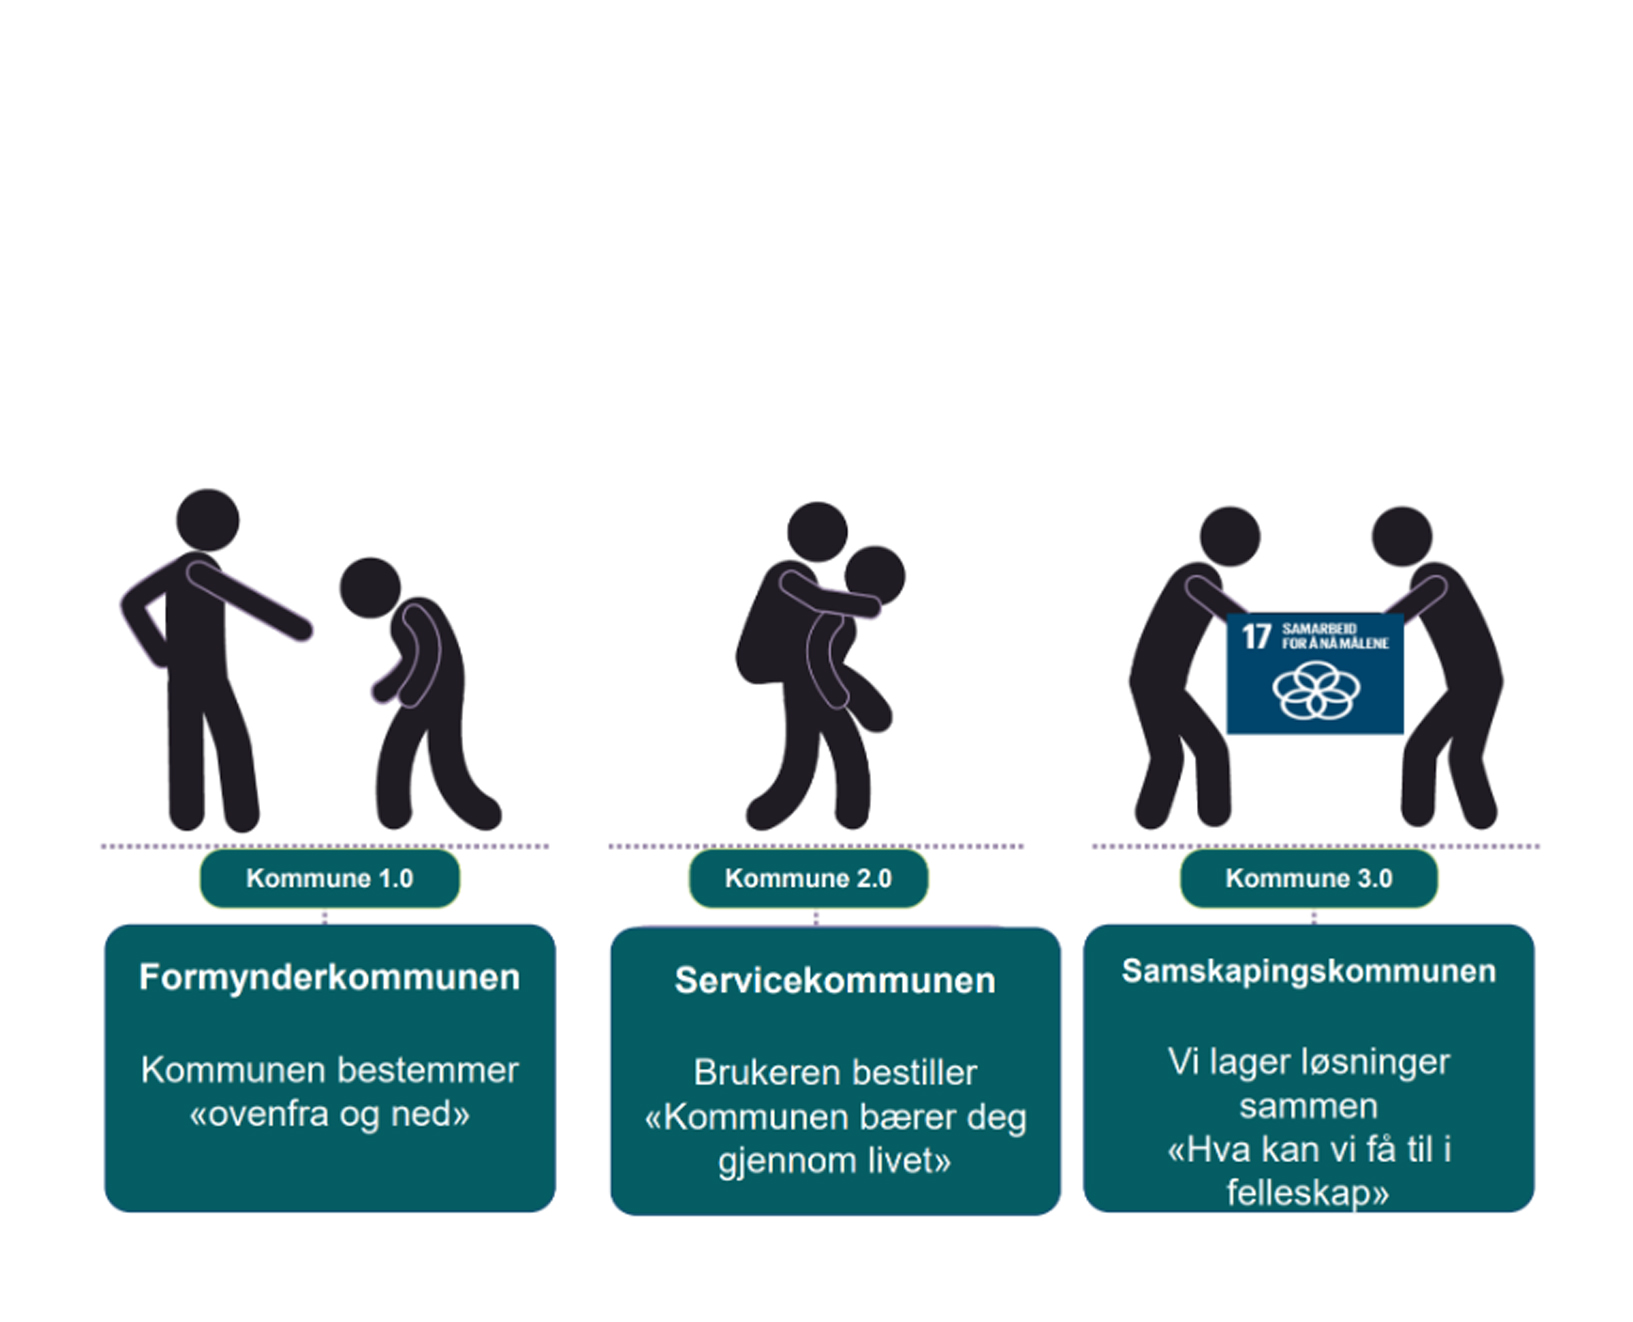 17 SAMARBEID
FOR Å NÅ MÅLENE
Kommune 1.0
Formynderkommunen
Kommunen bestemmer
«ovenfra og ned»
Kommune 2.0
Servicekommunen
Brukeren bestiller
«Kommunen bærer deg
gjennom livet»
Kommune 3.0
Samskapingskommunen
Vi lager løsninger
sammen
«Hva kan vi få til i
felleskap»